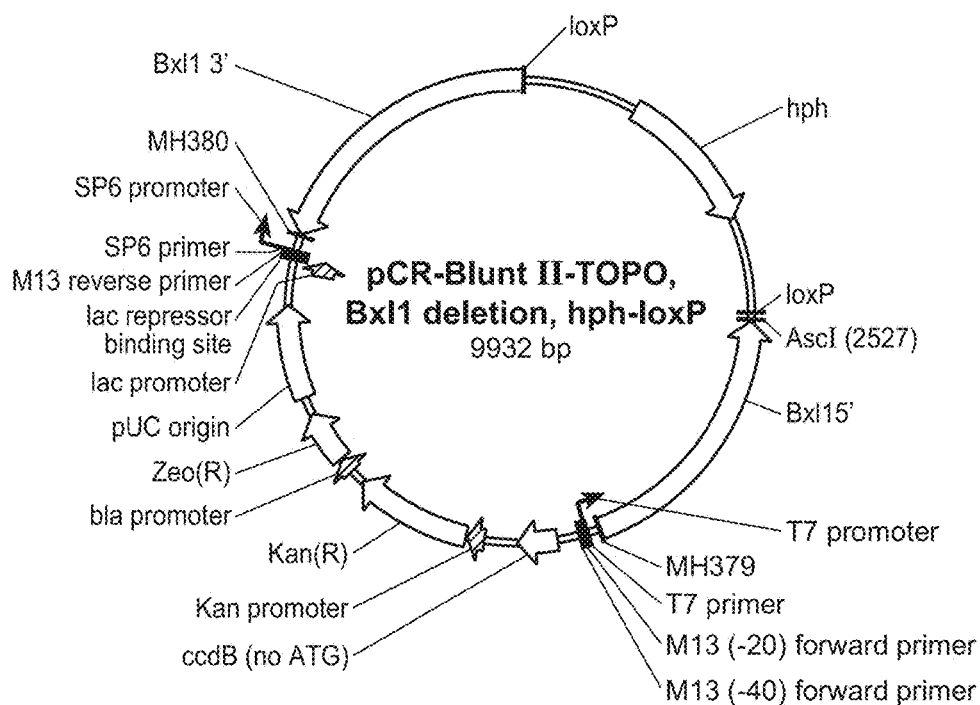 loxP
Bxl1 3'
hph
MH380
SP6 promoter
SP6 primer
M13 reverse primer
lac repressor
binding site
lac promoter
pUC origin
Zeo(R)
bla promoter
Kan(R)
Kan promoter
ccdB (no ATG)
pCR-Blunt II-TOPO,
Bxl1 deletion, hph-loxP
9932 bp
loxP
AscI (2527)
Bxl15'
T7 promoter
MH379
T7 primer
M13 (-20) forward primer
M13 (-40) forward primer